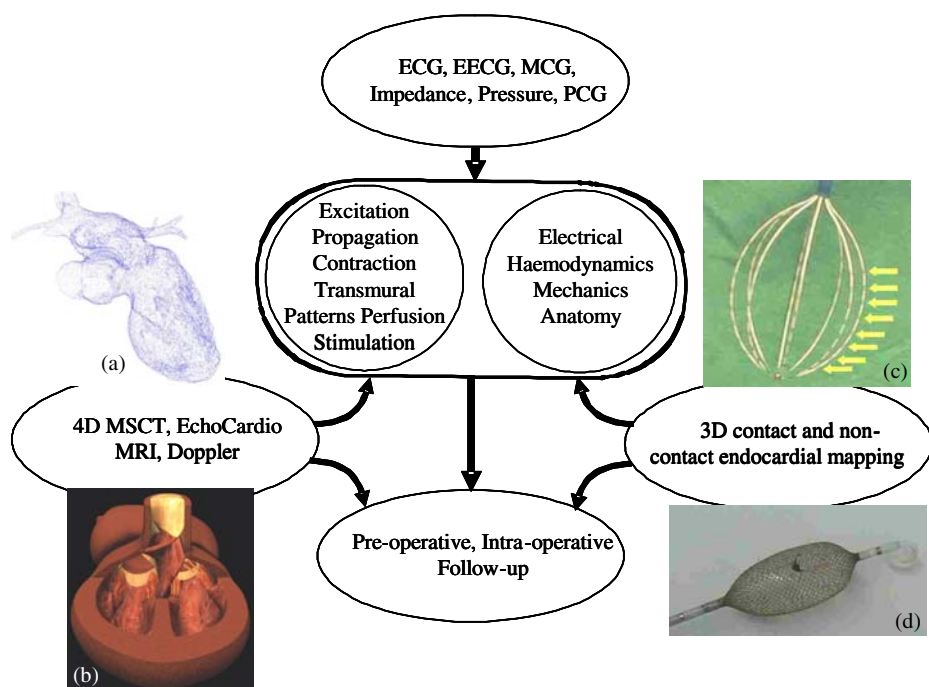 ECG, EECG, MCG,
Impedance, Pressure, PCG
Excitation
Propagation
Contraction
Transmural
Patterns Perfusion
Stimulation
Electrical
Haemodynamics
Mechanics
Anatomy
(a)
(c)
4D MSCT, EchoCardio
MRI, Doppler
3D contact and non-
contact endocardial mapping
Pre-operative, Intra-operative
Follow-up
(b)
(d)